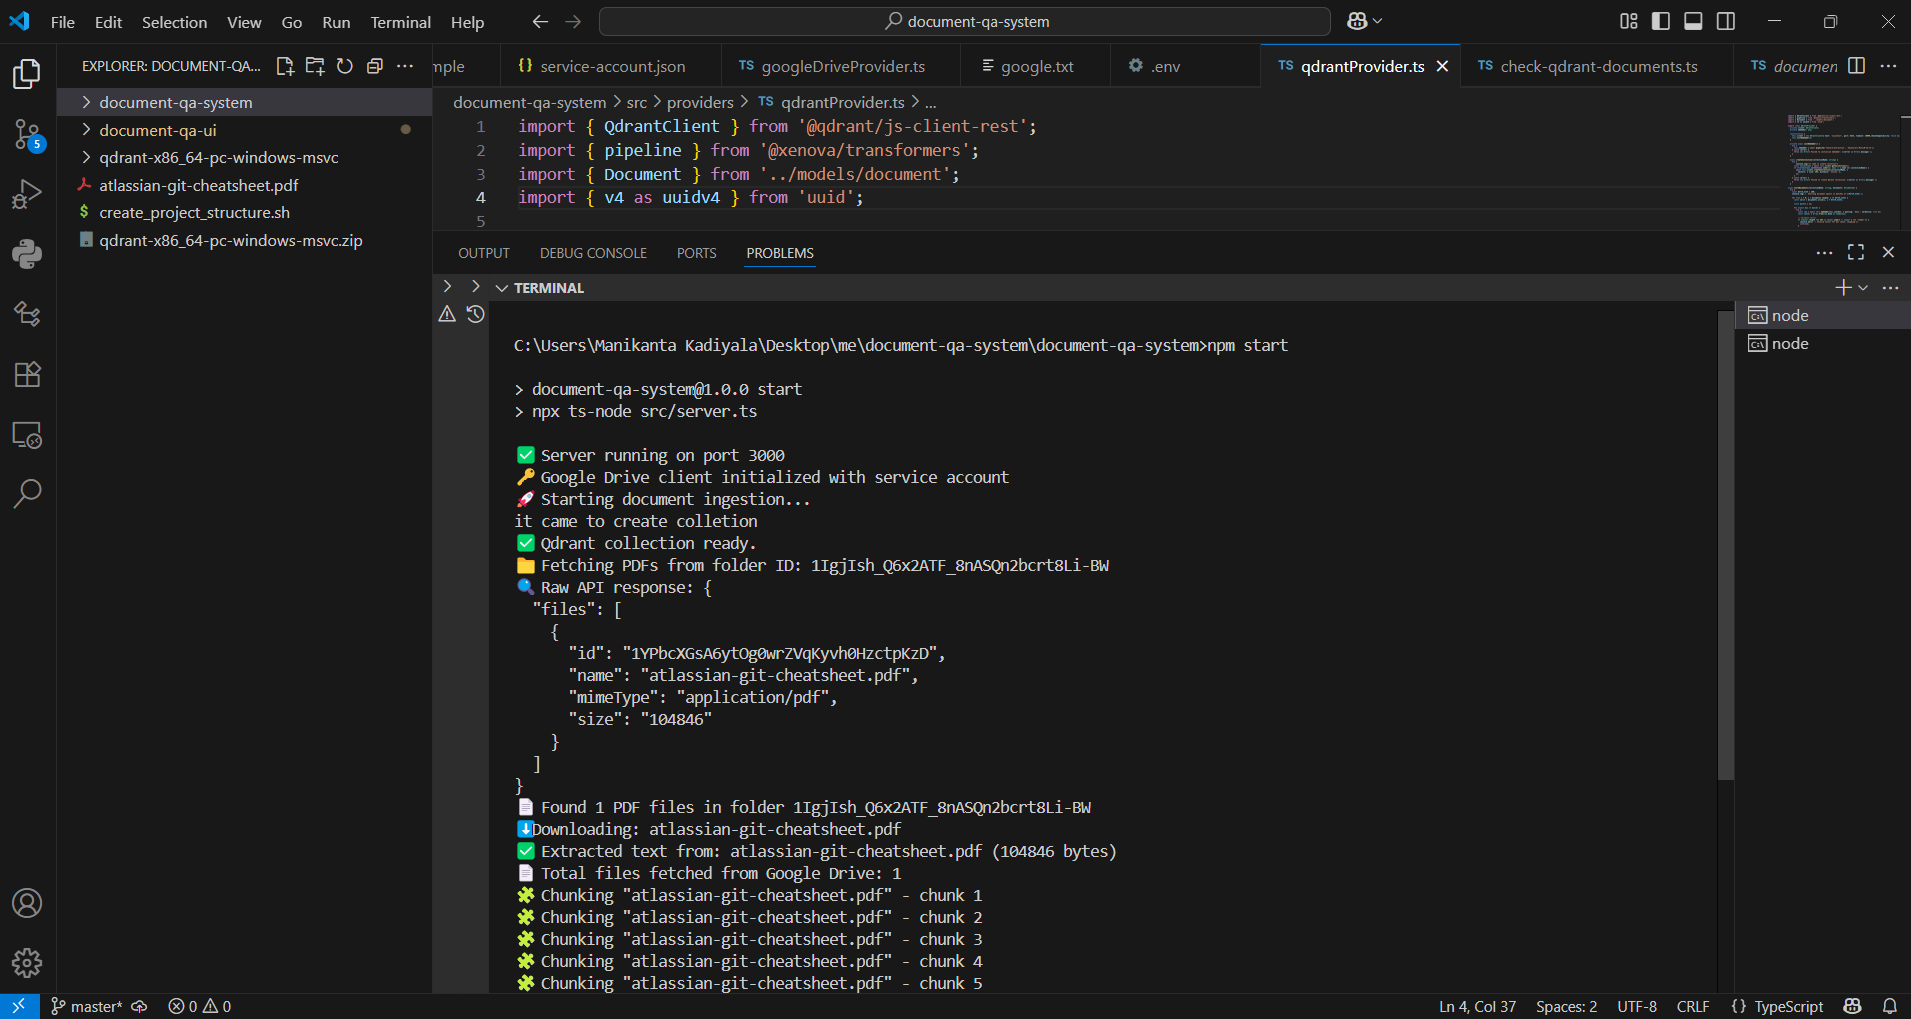 File Edit Selection View Go Run Terminal Help
document-qa-system
EXPLORER: DOCUMENT-QA...
document-qa-system
document-qa-ui
qdrant-x86_64-pc-windows-msvc
atlassian-git-cheatsheet.pdf
$ create_project_structure.sh
qdrant-x86_64-pc-windows-msvc.zip
5
mple
{} service-account.json
TS googleDriveProvider.ts
google.txt
.env
TS qdrantProvider.ts
TS check-qdrant-documents.ts
TS documen
document-qa-system > src > providers > TS qdrantProvider.ts > ...
1 import { QdrantClient } from '@qdrant/js-client-rest';
2 import { pipeline } from '@xenova/transformers';
3 import { Document } from '../models/document';
4 import { v4 as uuidv4 } from 'uuid';
5
OUTPUT DEBUG CONSOLE PORTS PROBLEMS
TERMINAL
node
node
C:\Users\Manikanta Kadiyala\Desktop\me\document-qa-system\document-qa-system>npm start
> document-qa-system@1.0.0 start
> npx ts-node src/server.ts
✅ Server running on port 3000
🔑 Google Drive client initialized with service account
🚀 Starting document ingestion...
it came to create colletion
✅ Qdrant collection ready.
📁 Fetching PDFs from folder ID: 1IgjIsh_Q6x2ATF_8nASQn2bcrt8Li-BW
🔍 Raw API response: {
"files": [
{
"id": "1YPbcXGsA6ytOg0wrZVqKyvh0HzctpKzD",
"name": "atlassian-git-cheatsheet.pdf",
"mimeType": "application/pdf",
"size": "104846"
}
]
}
📄 Found 1 PDF files in folder 1IgjIsh_Q6x2ATF_8nASQn2bcrt8Li-BW
⬇️Downloading: atlassian-git-cheatsheet.pdf
✅ Extracted text from: atlassian-git-cheatsheet.pdf (104846 bytes)
📄 Total files fetched from Google Drive: 1
🧩 Chunking "atlassian-git-cheatsheet.pdf" - chunk 1
🧩 Chunking "atlassian-git-cheatsheet.pdf" - chunk 2
🧩 Chunking "atlassian-git-cheatsheet.pdf" - chunk 3
🧩 Chunking "atlassian-git-cheatsheet.pdf" - chunk 4
🧩 Chunking "atlassian-git-cheatsheet.pdf" - chunk 5
master* 0 0
Ln 4, Col 37 Spaces: 2 UTF-8 CRLF {} TypeScript